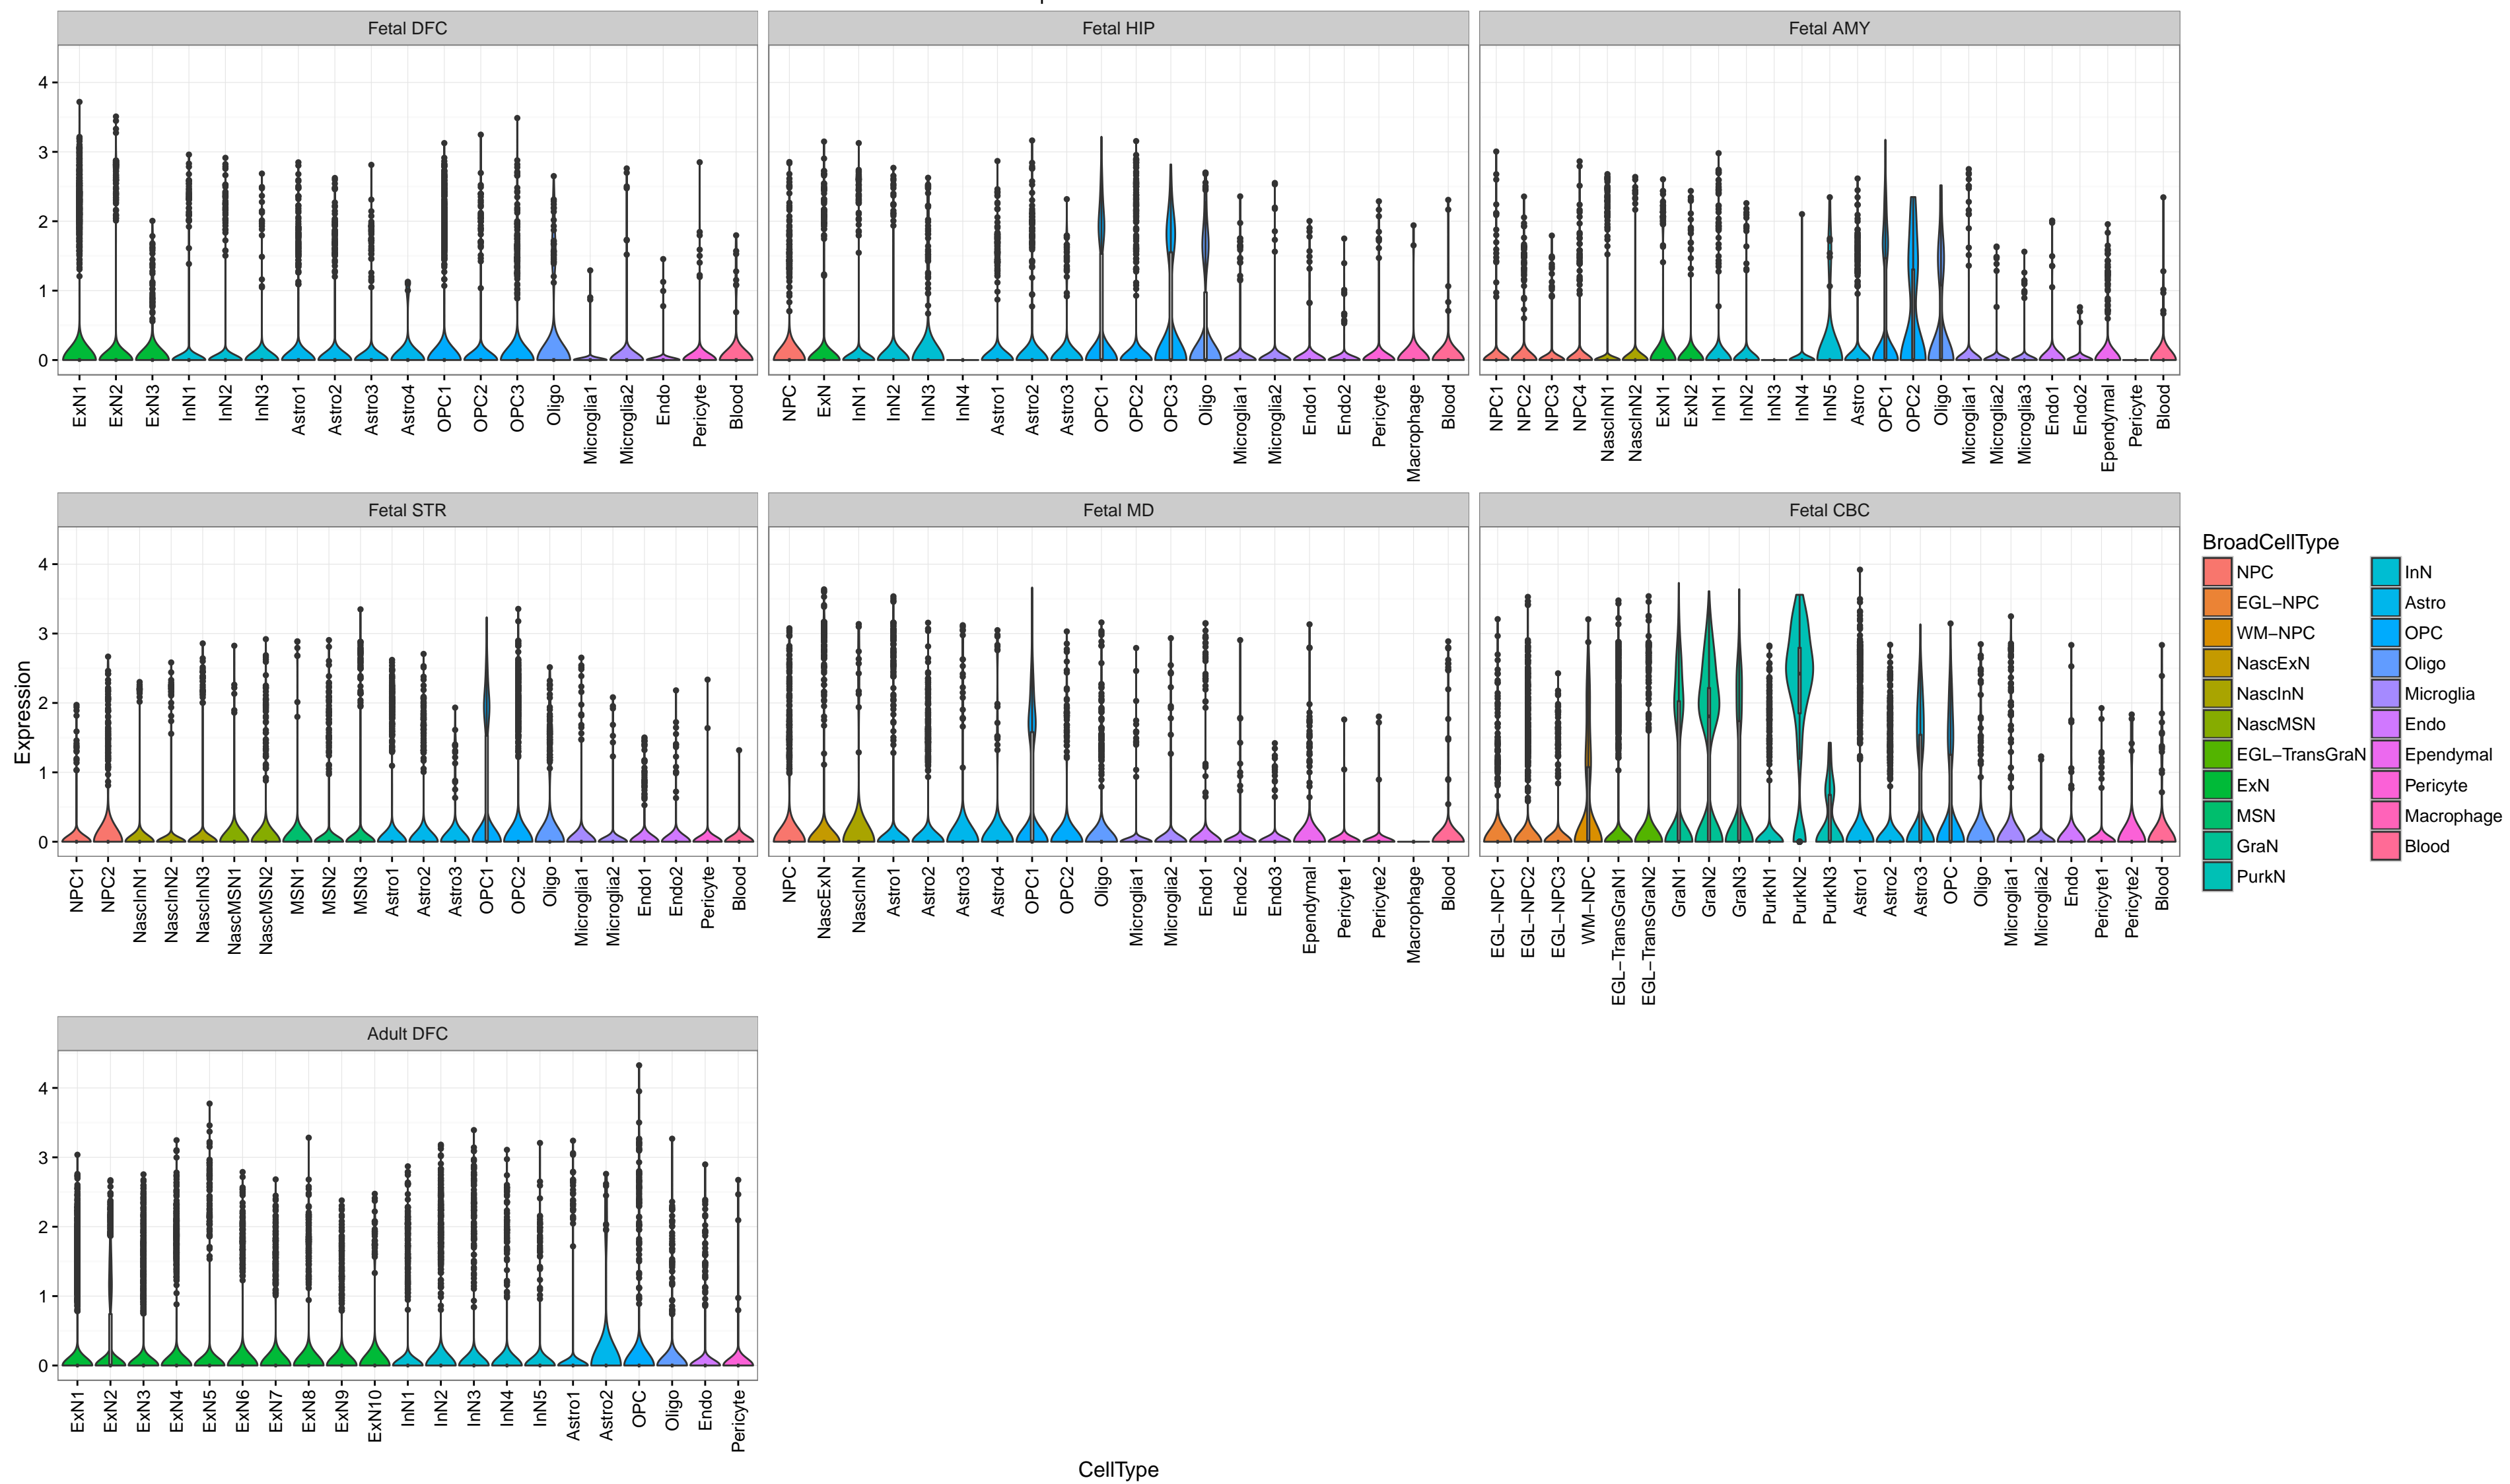 Fetal DFC
Fetal HIP
Fetal AMY
4
3
2
1
0
ExN1 ExN2 ExN3 InN1 InN2 InN3 Astro1 Astro2 Astro3 Astro4 OPC1 OPC2 OPC3 Oligo Microglia1 Microglia2 Endo Pericyte Blood
NPC ExN InN1 InN2 InN3 InN4 Astro1 Astro2 Astro3 OPC1 OPC2 OPC3 Oligo Microglia1 Microglia2 Endo1 Endo2 Pericyte Macrophage Blood
NPC1 NPC2 NPC3 NPC4 NascInN1 NascInN2 ExN1 ExN2 InN1 InN2 InN3 InN4 InN5 Astro OPC1 OPC2 Oligo Microglia1 Microglia2 Microglia3 Endo1 Endo2 Ependymal Pericyte Blood
Fetal STR
Fetal MD
Fetal CBC
4
3
2
1
0
Expression
NPC1 NPC2 NascInN1 NascInN2 NascInN3 NascMSN1 NascMSN2 MSN1 MSN2 MSN3 Astro1 Astro2 Astro3 OPC1 OPC2 Oligo Microglia1 Microglia2 Endo1 Endo2 Pericyte Blood
NPC NascExN NascInN Astro1 Astro2 Astro3 Astro4 OPC1 OPC2 Oligo Microglia1 Microglia2 Endo1 Endo2 Endo3 Ependymal Pericyte1 Pericyte2 Macrophage Blood
EGL−NPC1 EGL−NPC2 EGL−NPC3 WM−NPC EGL−TransGraN1 EGL−TransGraN2 GraN1 GraN2 GraN3 PurkN1 PurkN2 PurkN3 Astro1 Astro2 Astro3 OPC Oligo Microglia1 Microglia2 Endo Pericyte1 Pericyte2 Blood
BroadCellType
NPC
EGL−NPC
WM−NPC
NascExN
NascInN
NascMSN
EGL−TransGraN
ExN
MSN
GraN
PurkN
InN
Astro
OPC
Oligo
Microglia
Endo
Ependymal
Pericyte
Macrophage
Blood
Adult DFC
4
3
2
1
0
ExN1 ExN2 ExN3 ExN4 ExN5 ExN6 ExN7 ExN8 ExN9 ExN10 InN1 InN2 InN3 InN4 InN5 Astro1 Astro2 OPC Oligo Endo Pericyte
CellType